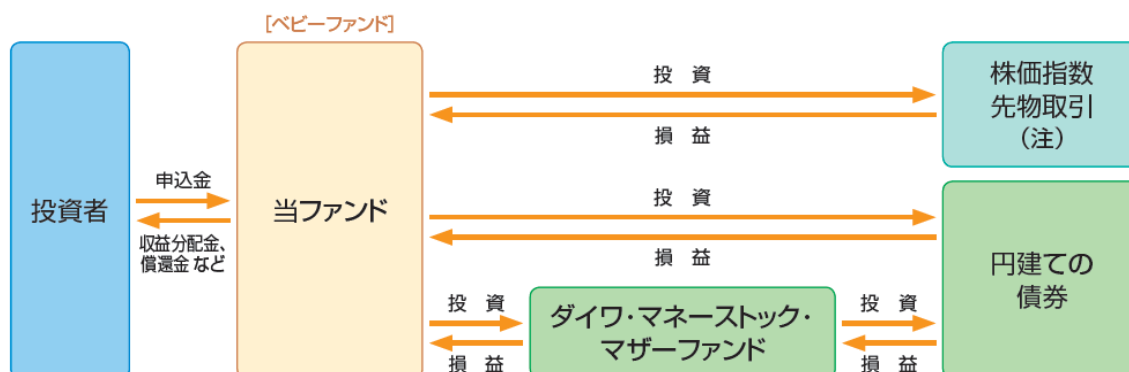 [ベビーファンド]
投資者
申込金
収益分配金、
償還金 など
当ファンド
投 資
損 益
株価指数
先物取引
(注)
投 資
損 益
円建ての
債券
投 資
損 益
ダイワ・マネーストック・
マザーファンド
投 資
損 益